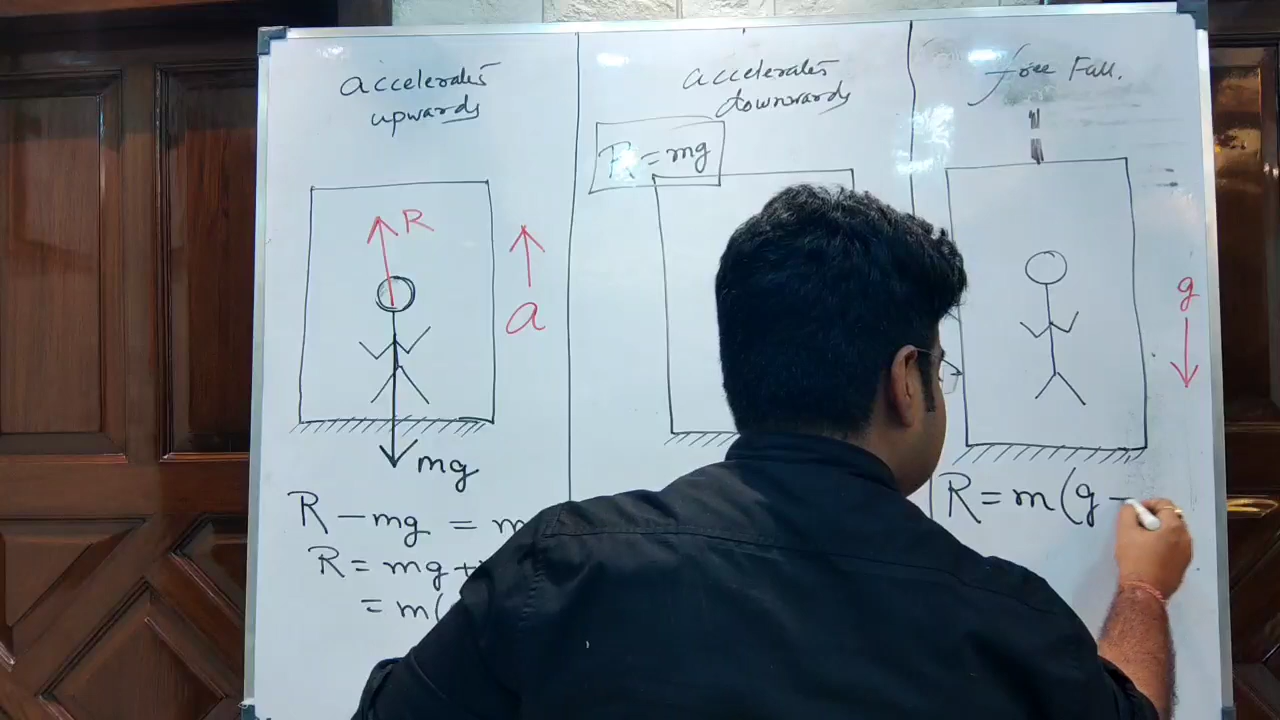 accelerates
upwards
R
a
mg
R - mg = m
R = mg +
= m(
accelerates
downwards
R = mg
free Fall.
g
R = m(g -